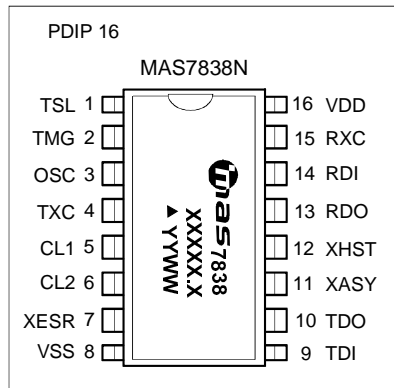 PDIP 16
MAS7838N
TSL 1
TMG 2
OSC 3
TXC 4
CL1 5
CL2 6
XESR 7
VSS 8
16 VDD
15 RXC
14 RDI
13 RDO
12 XHST
11 XASY
10 TDO
9 TDI
mas7838
XXXXX.X
▲ YYWW